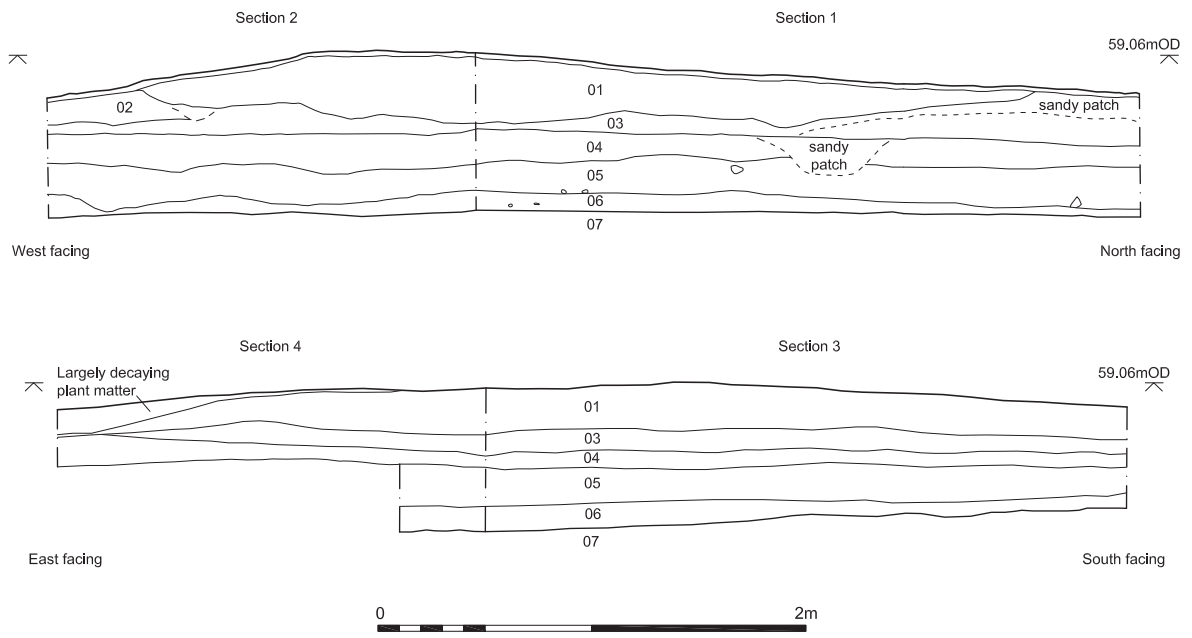 Section 2
Section 1
59.06mOD
02
01
sandy patch
03
04
sandy
patch
05
06
07
West facing
North facing
Section 4
Section 3
Largely decaying
plant matter
59.06mOD
01
03
04
05
06
07
East facing
South facing
0
2m